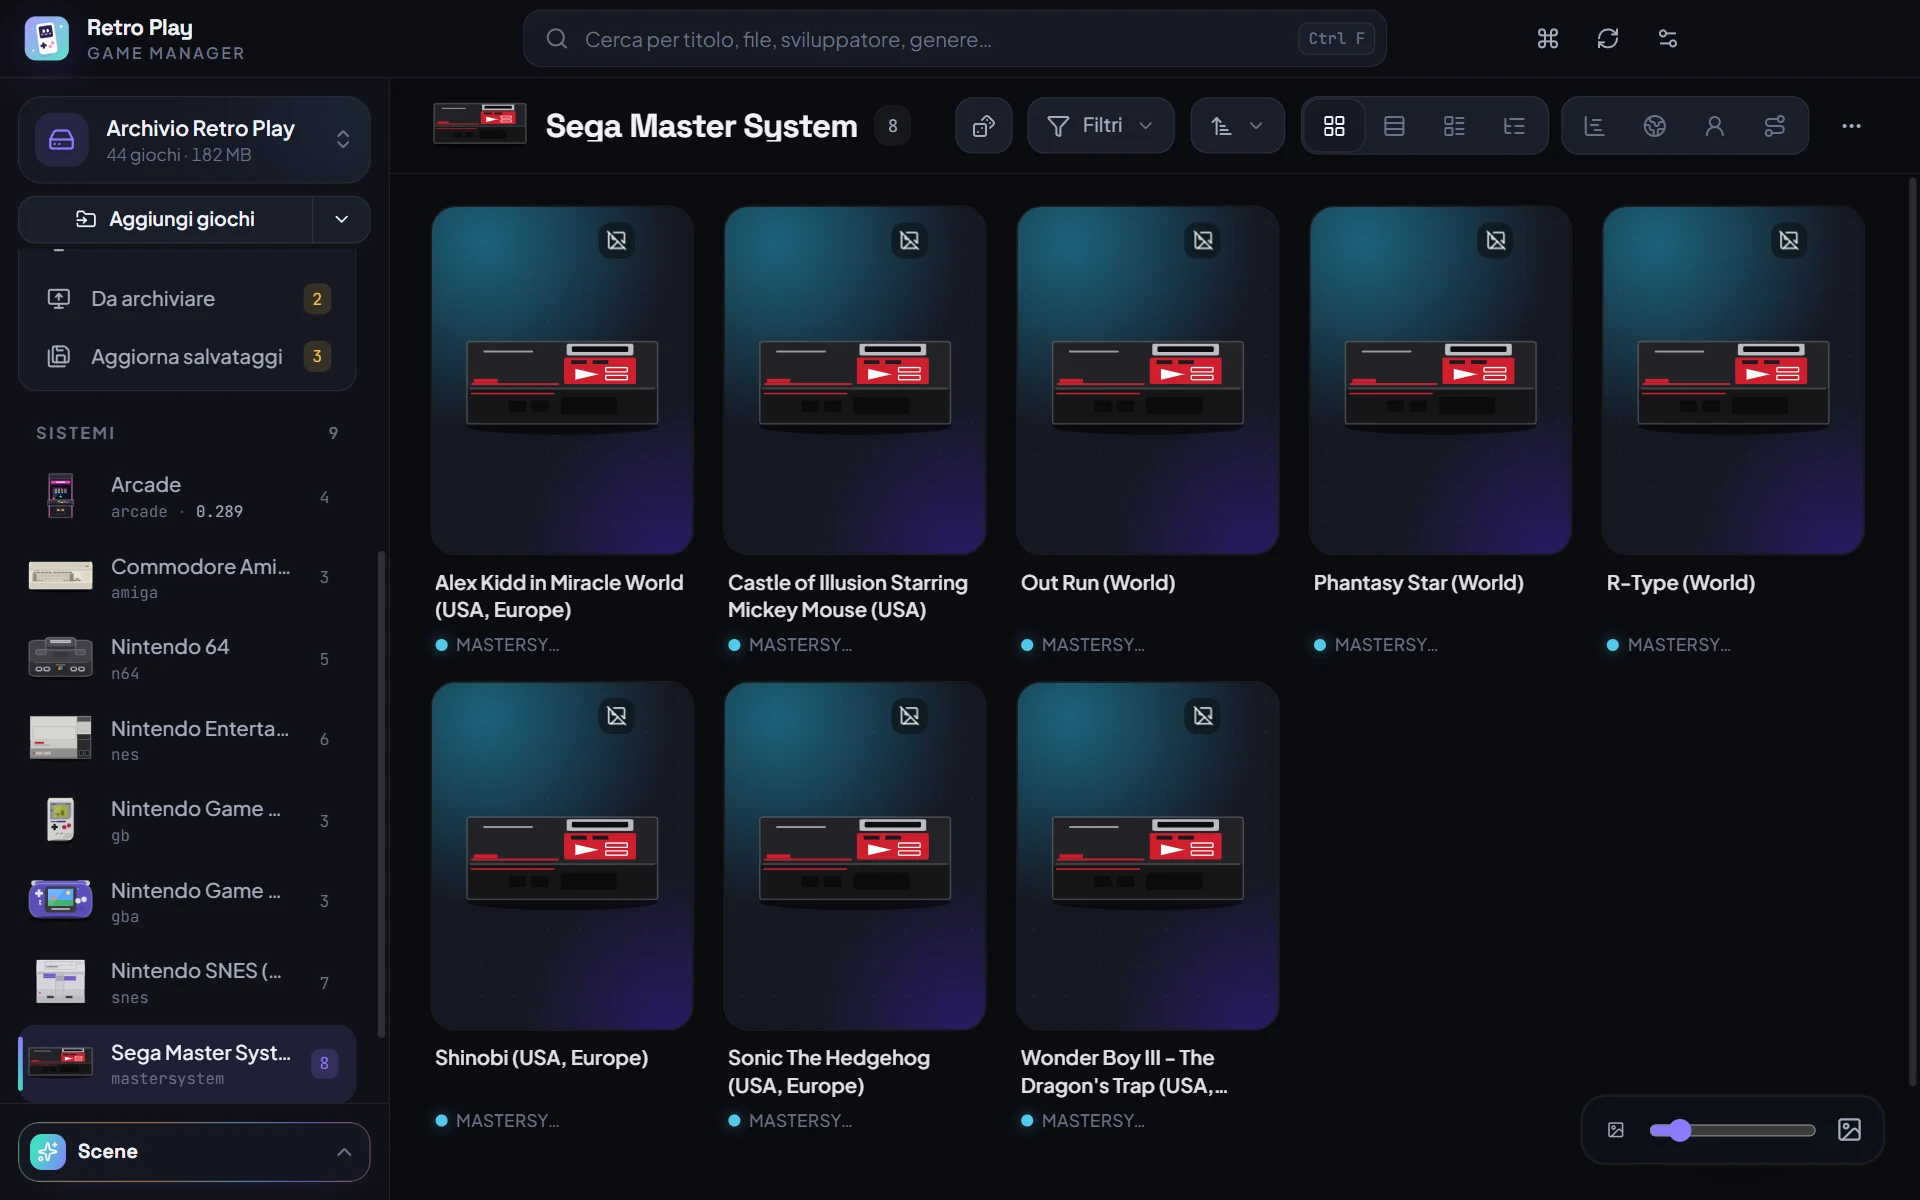 Retro Play
GAME MANAGER
Cerca per titolo, file, sviluppatore, genere...
Ctrl F
Archivio Retro Play
44 giochi · 182 MB
Aggiungi giochi
Da archiviare
2
Aggiorna salvataggi
3
SISTEMI
9
Arcade
arcade · 0.289
4
Commodore Ami...
amiga
3
Nintendo 64
n64
5
Nintendo Enterta...
nes
6
Nintendo Game ...
gb
3
Nintendo Game ...
gba
3
Nintendo SNES (...
snes
7
Sega Master Syst...
mastersystem
8
Scene
Sega Master System
8
Filtri
Alex Kidd in Miracle World
(USA, Europe)
MASTERSY...
Castle of Illusion Starring
Mickey Mouse (USA)
MASTERSY...
Out Run (World)
MASTERSY...
Phantasy Star (World)
MASTERSY...
R-Type (World)
MASTERSY...
Shinobi (USA, Europe)
MASTERSY...
Sonic The Hedgehog
(USA, Europe)
MASTERSY...
Wonder Boy III - The
Dragon's Trap (USA,...
MASTERSY...